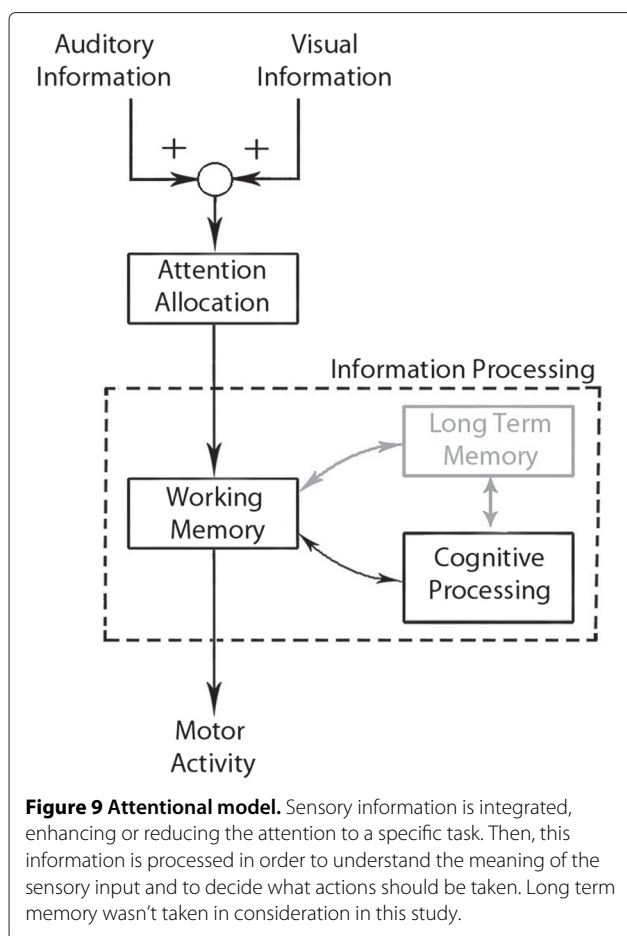 Auditory
Information
Visual
Information
+
+
Attention
Allocation
Information Processing
Long Term
Memory
Working
Memory
Cognitive
Processing
Motor
Activity
Figure 9 Attentional model. Sensory information is integrated,
enhancing or reducing the attention to a specific task. Then, this
information is processed in order to understand the meaning of the
sensory input and to decide what actions should be taken. Long term
memory wasn't taken in consideration in this study.